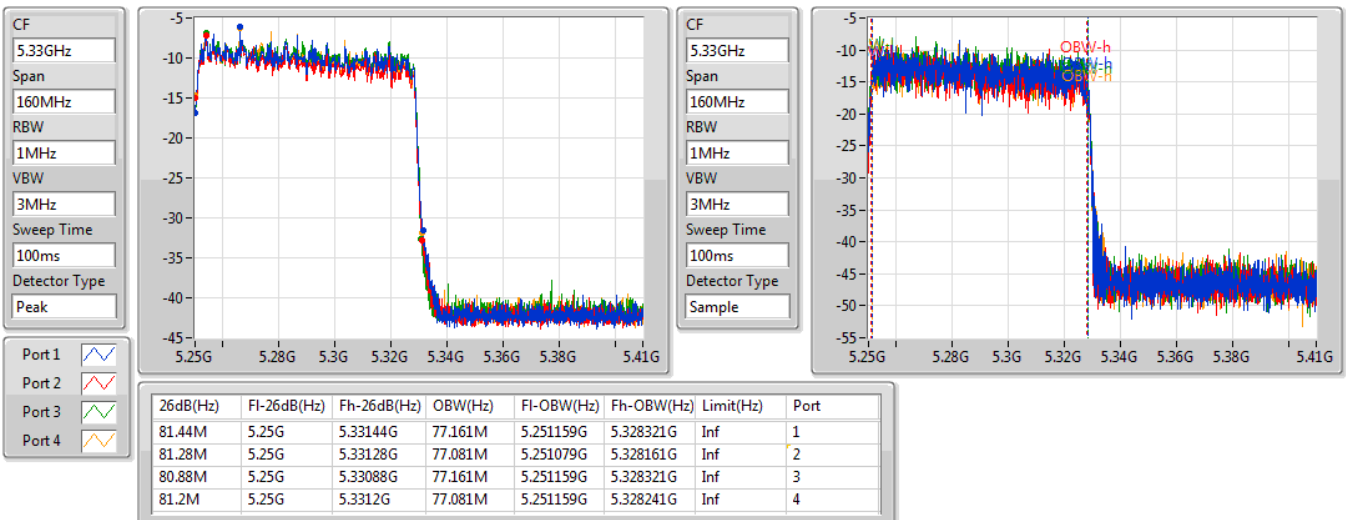 CF
5.33GHz
Span
160MHz
RBW
1MHz
VBW
3MHz
Sweep Time
100ms
Detector Type
Peak
-5
-10
-15
-20
-25
-30
-35
-40
-45
5.25G 5.28G 5.3G 5.32G 5.34G 5.36G 5.38G 5.41G
CF
5.33GHz
Span
160MHz
RBW
1MHz
VBW
3MHz
Sweep Time
100ms
Detector Type
Sample
-5
-10
-15
-20
-25
-30
-35
-40
-45
-50
-55
OBW-h
OBW-h
5.25G 5.28G 5.3G 5.32G 5.34G 5.36G 5.38G 5.41G
Port 1
Port 2
Port 3
Port 4
26dB(Hz) Fl-26dB(Hz) Fh-26dB(Hz) OBW(Hz) Fl-OBW(Hz) Fh-OBW(Hz) Limit(Hz) Port
81.44M 5.25G 5.33144G 77.161M 5.251159G 5.328321G Inf 1
81.28M 5.25G 5.33128G 77.081M 5.251079G 5.328161G Inf 2
80.88M 5.25G 5.33088G 77.161M 5.251159G 5.328321G Inf 3
81.2M 5.25G 5.3312G 77.081M 5.251159G 5.328241G Inf 4